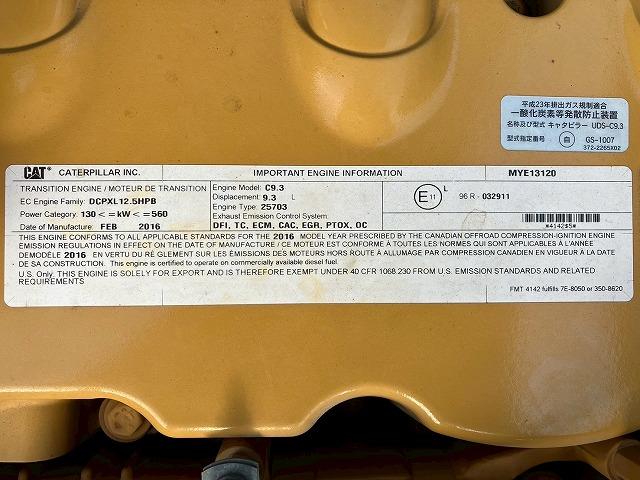 平成23年排出ガス規制適合
一酸化炭素等発散防止装置
名称及び型式 キャタピラー UDS-C9.3
型式指定番号 自 GS-1007
372-2265X02
CAT CATERPILLAR INC. IMPORTANT ENGINE INFORMATION MYE13120
TRANSITION ENGINE / MOTEUR DE TRANSITION
EC Engine Family: DCPXL12.5HPB
Power Category: 130 <=kW<=560
Date of Manufacture: FEB 2016
Engine Model: C9.3
Displacement: 9.3 L
Engine Type: 25703
Exhaust Emission Control System:
DFI, TC, ECM, CAC, EGR, PTOX, OC
E11 L 96 R - 032911
THIS ENGINE CONFORMS TO ALL APPLICABLE STANDARDS FOR THE 2016 MODEL YEAR PRESCRIBED BY THE CANADIAN OFFROAD COMPRESSION-IGNITION ENGINE
EMISSION REGULATIONS IN EFFECT ON THE DATE OF MANUFACTURE / CE MOTEUR EST CONFORME À TOUTES LES NORMES APPLICABLES À L'ANNÉE
DEMODÈLE 2016 EN VERTU DU RÈGLEMENT SUR LES ÉMISSIONS DES MOTEURS HORS ROUTE À ALLUMAGE PAR COMPRESSION CANADIEN EN VIGUEUR À LA DATE
DE SA CONSTRUCTION. This engine is certified to operate on commercially available diesel fuel.
U.S. Only: THIS ENGINE IS SOLELY FOR EXPORT AND IS THEREFORE EXEMPT UNDER 40 CFR 1068.230 FROM U.S. EMISSION STANDARDS AND RELATED
REQUIREMENTS
FMT 4142 fulfills 7E-8050 or 350-8620